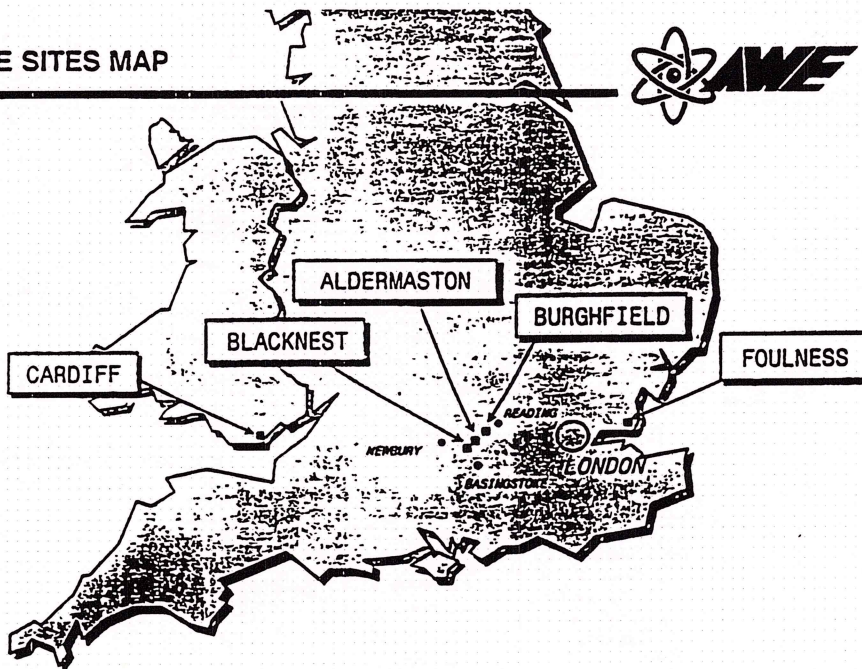 E SITES MAP
AWE
ALDERMASTON
BURGHFIELD
BLACKNEST
FOULNESS
CARDIFF
READING
NEWBURY
LONDON
BASINGSTOKE